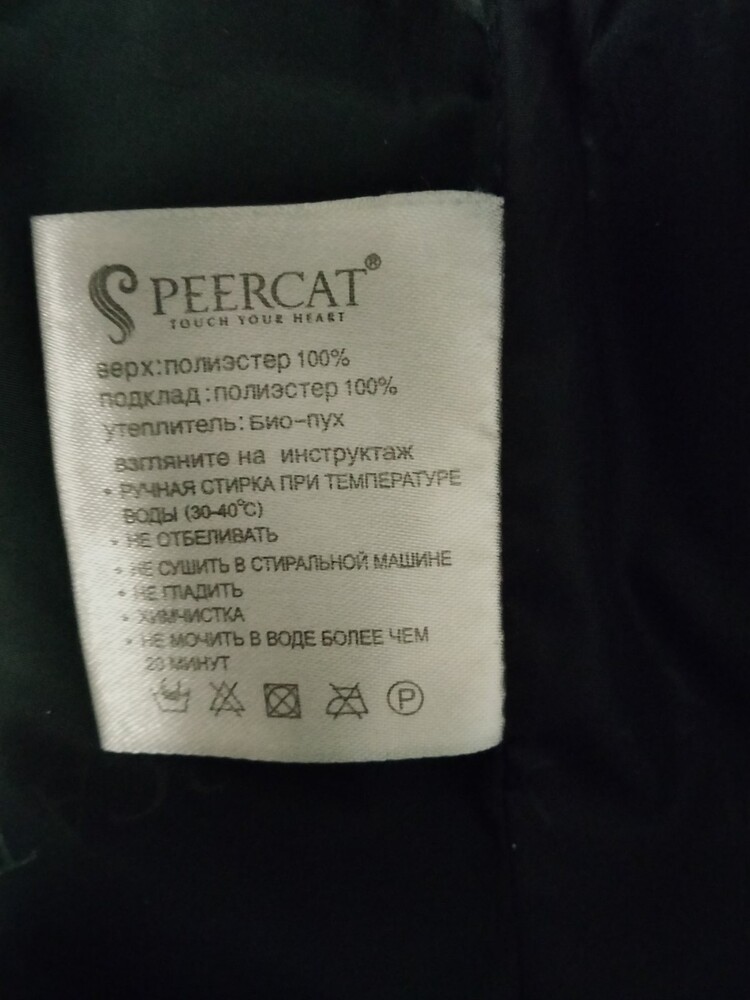 PEERCAT®
TOUCH YOUR HEART
верх:полиэстер 100%
подклад:полиэстер 100%
утеплитель: Био-пух
взгляните на инструктаж
• РУЧНАЯ СТИРКА ПРИ ТЕМПЕРАТУРЕ
ВОДЫ (30-40°C)
• НЕ ОТБЕЛИВАТЬ
• НЕ СУШИТЬ В СТИРАЛЬНОЙ МАШИНЕ
• НЕ ГЛАДИТЬ
• ХИМЧИСТКА
• НЕ МОЧИТЬ В ВОДЕ БОЛЕЕ ЧЕМ
20 МИНУТ
P